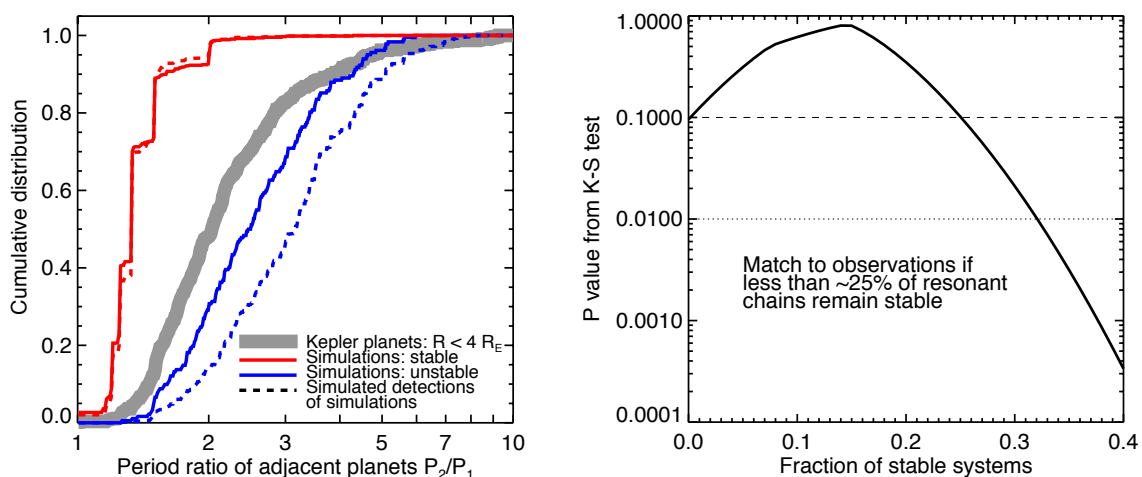 1.0
0.8
0.6
0.4
0.2
0.0
Cumulative distribution
Kepler planets: R < 4 R_E
Simulations: stable
Simulations: unstable
Simulated detections
of simulations
1 2 3 5 7 10
Period ratio of adjacent planets P_2/P_1
1.0000
0.1000
0.0100
0.0010
0.0001
P value from K-S test
Match to observations if
less than ~25% of resonant
chains remain stable
0.0 0.1 0.2 0.3 0.4
Fraction of stable systems